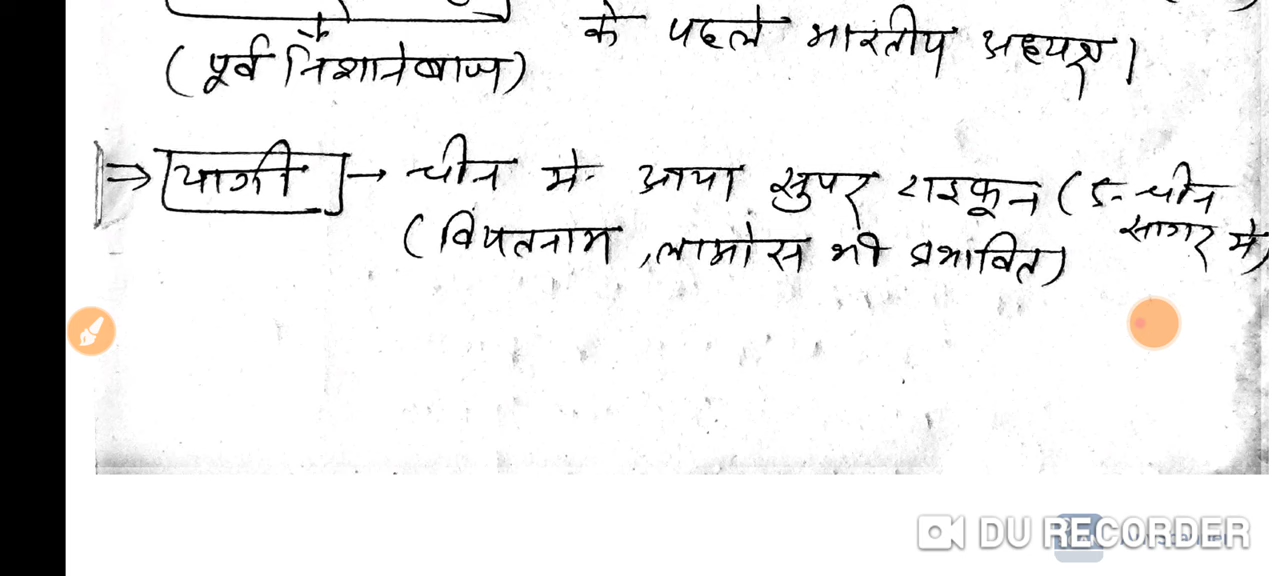 के पहले भारतीय अध्यक्ष।
(पूर्व निशानेबाज)
⇒ यागी → चीन में आया सुपर टाइफून (द॰ चीन सागर में)
(वियतनाम, लाओस भी प्रभावित)
DU RECORDER